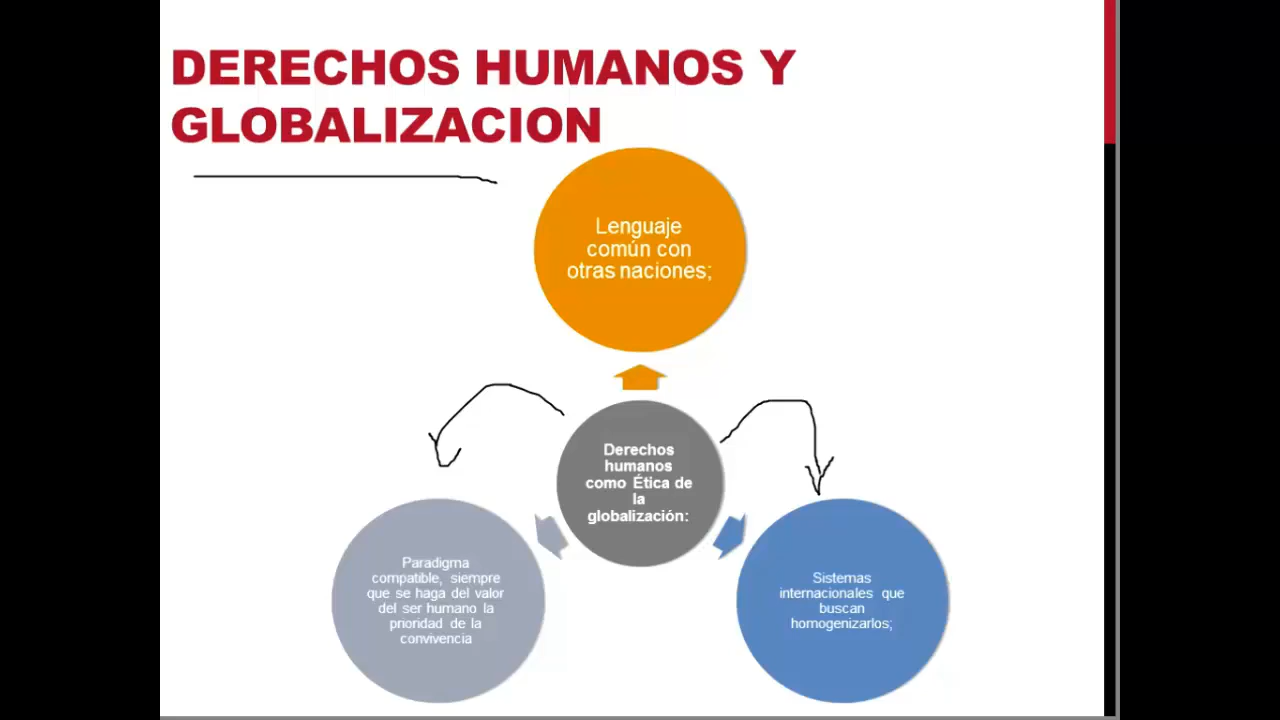 DERECHOS HUMANOS Y
GLOBALIZACION
Lenguaje
común con
otras naciones;
Derechos
humanos
como Ética de
la
globalización:
Paradigma
compatible, siempre
que se haga del valor
del ser humano la
prioridad de la
convivencia
Sistemas
internacionales que
buscan
homogenizarlos;